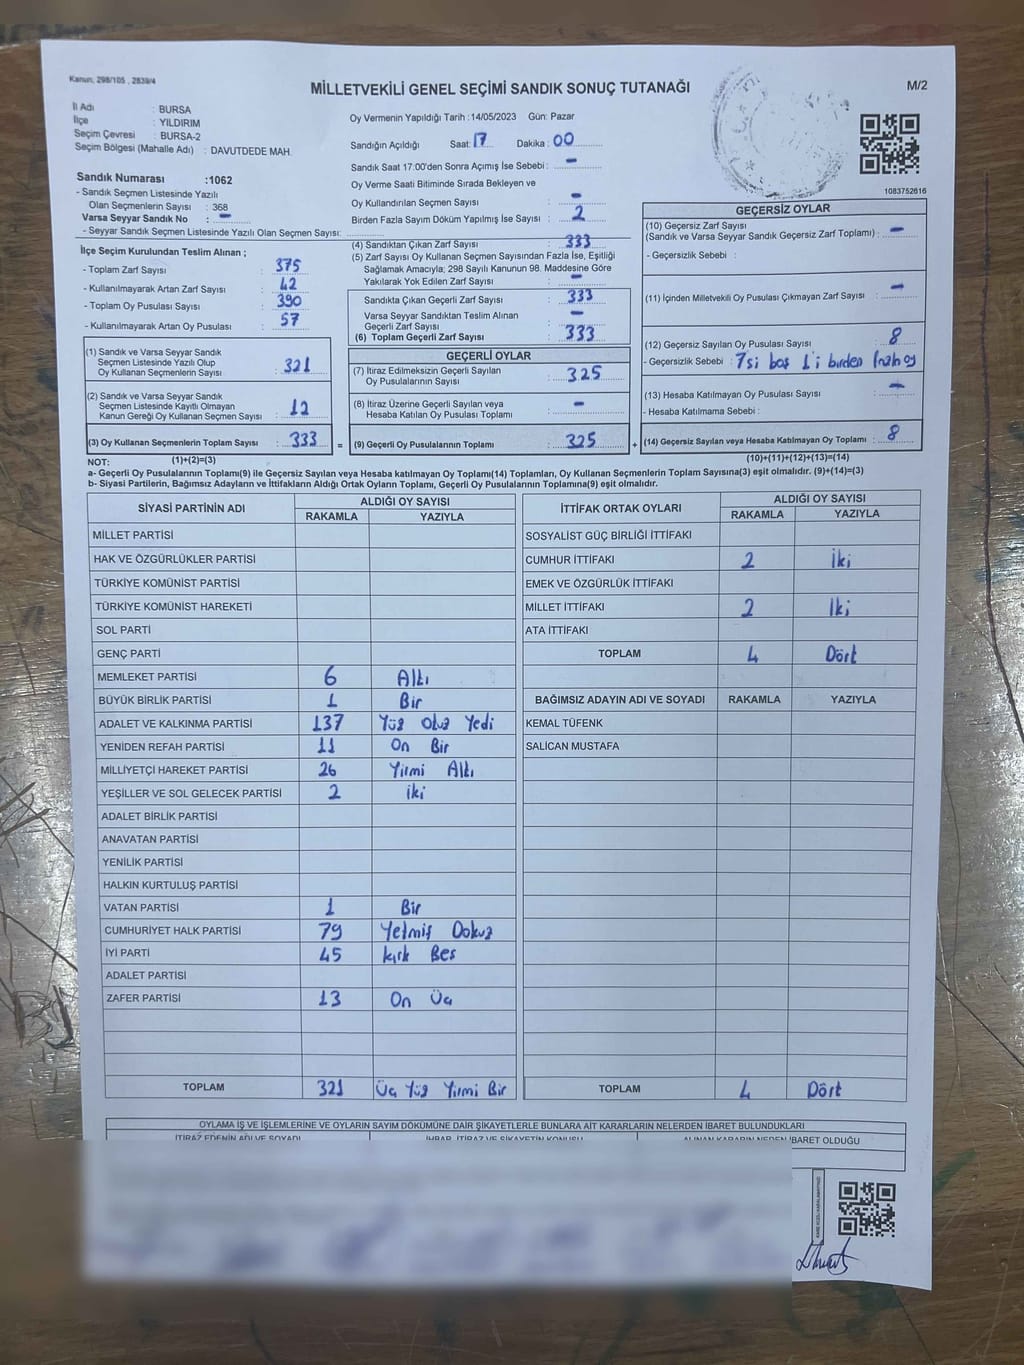 Kanun, 298/105 , 2839/4
MİLLETVEKİLİ GENEL SEÇİMİ SANDIK SONUÇ TUTANAĞI
M/2
İl Adı : BURSA
İlçe : YILDIRIM
Seçim Çevresi : BURSA-2
Seçim Bölgesi (Mahalle Adı) : DAVUTDEDE MAH.
Oy Vermenin Yapıldığı Tarih :14/05/2023 Gün: Pazar
Sandığın Açıldığı Saat: 17 Dakika : 00
Sandık Saat 17:00'den Sonra Açımış İse Sebebi : -
Oy Verme Saati Bitiminde Sırada Bekleyen ve
Oy Kullandırılan Seçmen Sayısı : -
Birden Fazla Sayım Döküm Yapılmış İse Sayısı : 2
1083752616
Sandık Numarası :1062
- Sandık Seçmen Listesinde Yazılı
Olan Seçmenlerin Sayısı : 368
Varsa Seyyar Sandık No : -
- Seyyar Sandık Seçmen Listesinde Yazılı Olan Seçmen Sayısı:
İlçe Seçim Kurulundan Teslim Alınan ;
- Toplam Zarf Sayısı : 375
- Kullanılmayarak Artan Zarf Sayısı : 42
- Toplam Oy Pusulası Sayısı : 390
- Kullanılmayarak Artan Oy Pusulası : 57
(1) Sandık ve Varsa Seyyar Sandık
Seçmen Listesinde Yazılı Olup
Oy Kullanan Seçmenlerin Sayısı : 321
(2) Sandık ve Varsa Seyyar Sandık
Seçmen Listesinde Kayıtlı Olmayan
Kanun Gereği Oy Kullanan Seçmen Sayısı : 12
(3) Oy Kullanan Seçmenlerin Toplam Sayısı : 333
(1)+(2)=(3)
(4) Sandıktan Çıkan Zarf Sayısı : 333
(5) Zarf Sayısı Oy Kullanan Seçmen Sayısından Fazla İse, Eşitliği
Sağlamak Amacıyla; 298 Sayılı Kanunun 98. Maddesine Göre
Yakılarak Yok Edilen Zarf Sayısı : -
Sandıkta Çıkan Geçerli Zarf Sayısı : 333
Varsa Seyyar Sandıktan Teslim Alınan
Geçerli Zarf Sayısı : -
(6) Toplam Geçerli Zarf Sayısı : 333
GEÇERLİ OYLAR
(7) İtiraz Edilmeksizin Geçerli Sayılan
Oy Pusulalarının Sayısı : 325
(8) İtiraz Üzerine Geçerli Sayılan veya
Hesaba Katılan Oy Pusulası Toplamı : -
= (9) Geçerli Oy Pusulalarının Toplamı : 325 +
GEÇERSİZ OYLAR
(10) Geçersiz Zarf Sayısı
(Sandık ve Varsa Seyyar Sandık Geçersiz Zarf Toplamı) : -
- Geçersizlik Sebebi :
(11) İçinden Milletvekili Oy Pusulası Çıkmayan Zarf Sayısı : -
(12) Geçersiz Sayılan Oy Pusulası Sayısı : 8
- Geçersizlik Sebebi : 7si boş 1'i birden
(13) Hesaba Katılmayan Oy Pusulası Sayısı : -
- Hesaba Katılmama Sebebi :
(14) Geçersiz Sayılan veya Hesaba Katılmayan Oy Toplamı : 8
(10)+(11)+(12)+(13)=(14)
NOT:
a- Geçerli Oy Pusulalarının Toplamı(9) ile Geçersiz Sayılan veya Hesaba katılmayan Oy Toplamı(14) Toplamları, Oy Kullanan Seçmenlerin Toplam Sayısına(3) eşit olmalıdır. (9)+(14)=(3)
b- Siyasi Partilerin, Bağımsız Adayların ve İttifakların Aldığı Ortak Oyların Toplamı, Geçerli Oy Pusulalarının Toplamına(9) eşit olmalıdır.
SİYASİ PARTİNİN ADI ALDIĞI OY SAYISI
RAKAMLA YAZIYLA
MİLLET PARTİSİ
HAK VE ÖZGÜRLÜKLER PARTİSİ
TÜRKİYE KOMÜNİST PARTİSİ
TÜRKİYE KOMÜNİST HAREKETİ
SOL PARTİ
GENÇ PARTİ
MEMLEKET PARTİSİ 6 Altı
BÜYÜK BİRLİK PARTİSİ 1 Bir
ADALET VE KALKINMA PARTİSİ 137 Yüz Otuz Yedi
YENİDEN REFAH PARTİSİ 11 On Bir
MİLLİYETÇİ HAREKET PARTİSİ 26 Yirmi Altı
YEŞİLLER VE SOL GELECEK PARTİSİ 2 iki
ADALET BİRLİK PARTİSİ
ANAVATAN PARTİSİ
YENİLİK PARTİSİ
HALKIN KURTULUŞ PARTİSİ
VATAN PARTİSİ 1 Bir
CUMHURİYET HALK PARTİSİ 79 Yetmiş Dokuz
İYİ PARTİ 45 Kırk Beş
ADALET PARTİSİ
ZAFER PARTİSİ 13 On Üç
TOPLAM 321 Üç Yüz Yirmi Bir
İTTİFAK ORTAK OYLARI ALDIĞI OY SAYISI
RAKAMLA YAZIYLA
SOSYALİST GÜÇ BİRLİĞİ İTTİFAKI
CUMHUR İTTİFAKI 2 İki
EMEK VE ÖZGÜRLÜK İTTİFAKI
MİLLET İTTİFAKI 2 İki
ATA İTTİFAKI
TOPLAM 4 Dört
BAĞIMSIZ ADAYIN ADI VE SOYADI RAKAMLA YAZIYLA
KEMAL TÜFENK
SALİCAN MUSTAFA
TOPLAM 4 Dört
OYLAMA İŞ VE İŞLEMLERİNE VE OYLARIN SAYIM DÖKÜMÜNE DAİR ŞİKAYETLERLE BUNLARA AİT KARARLARIN NELERDEN İBARET BULUNDUKLARI
İTİRAZ EDENİN ADI VE SOYADI İHBAR, İTİRAZ VE ŞİKAYETİN KONUSU ALINAN KARARIN NEDEN İBARET OLDUĞU